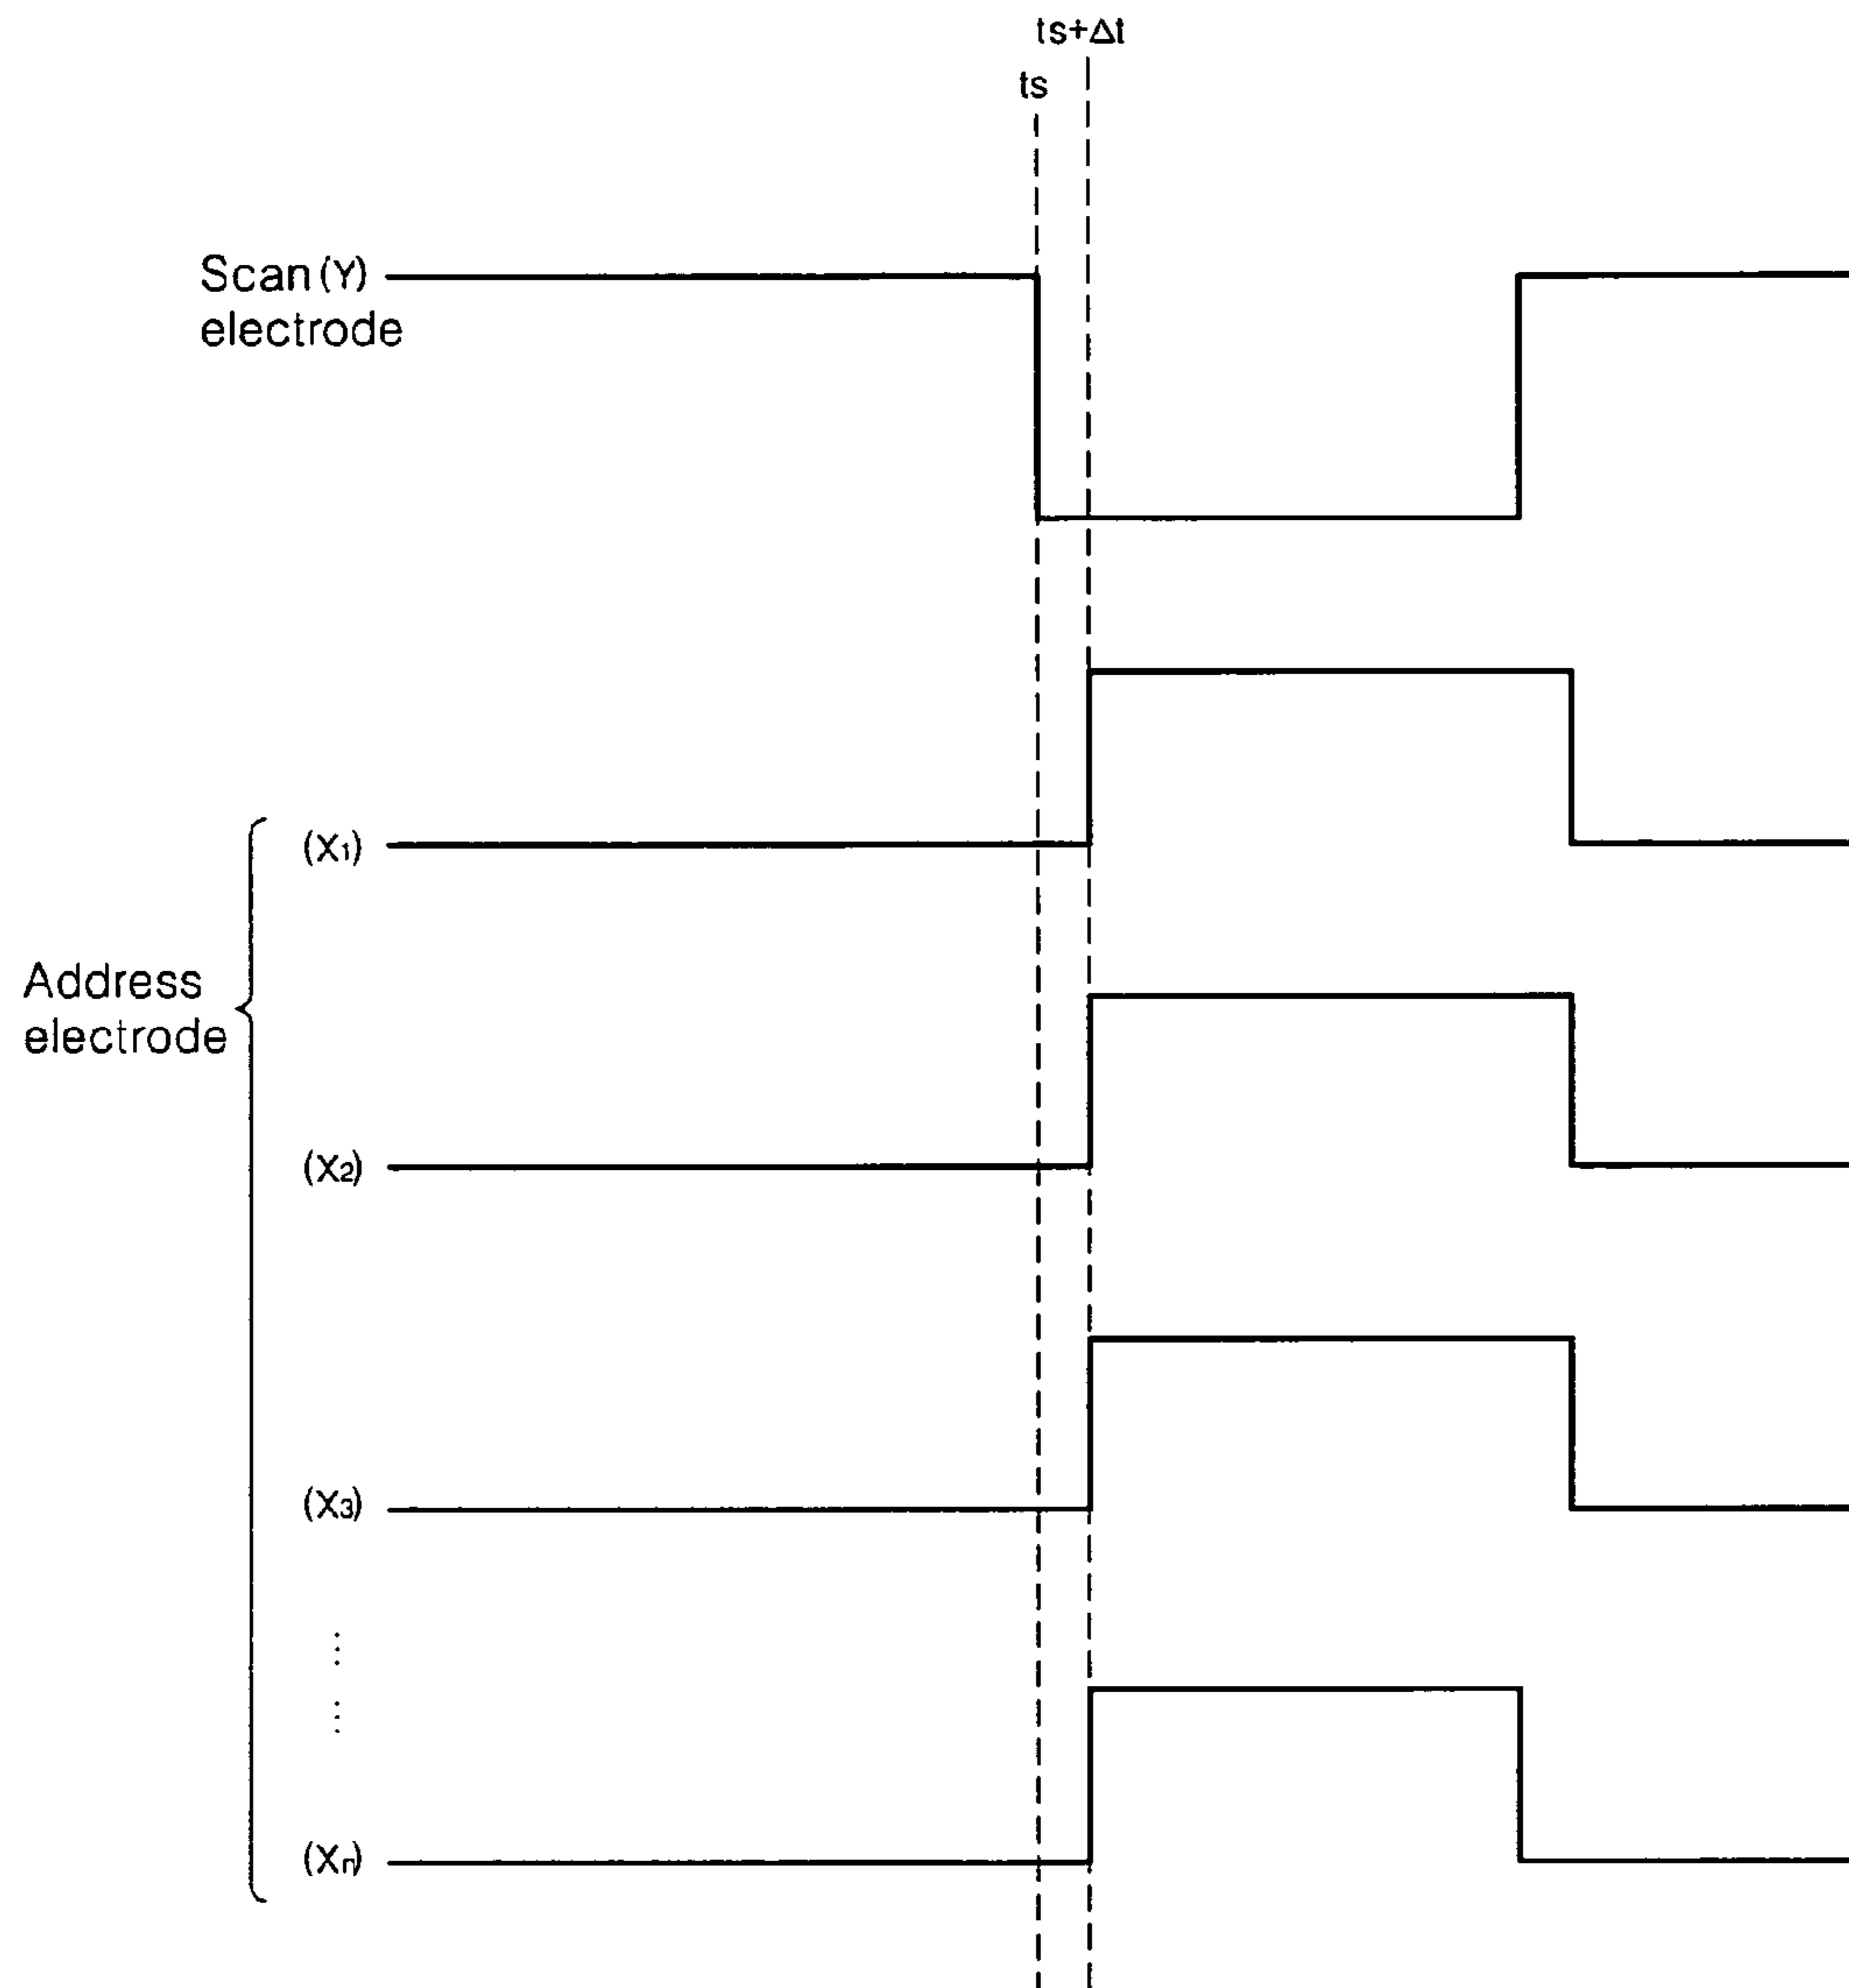 ts+Δt
ts
Scan(Y)
electrode
(X1)
Address
electrode
(X2)
(X3)
(Xn)